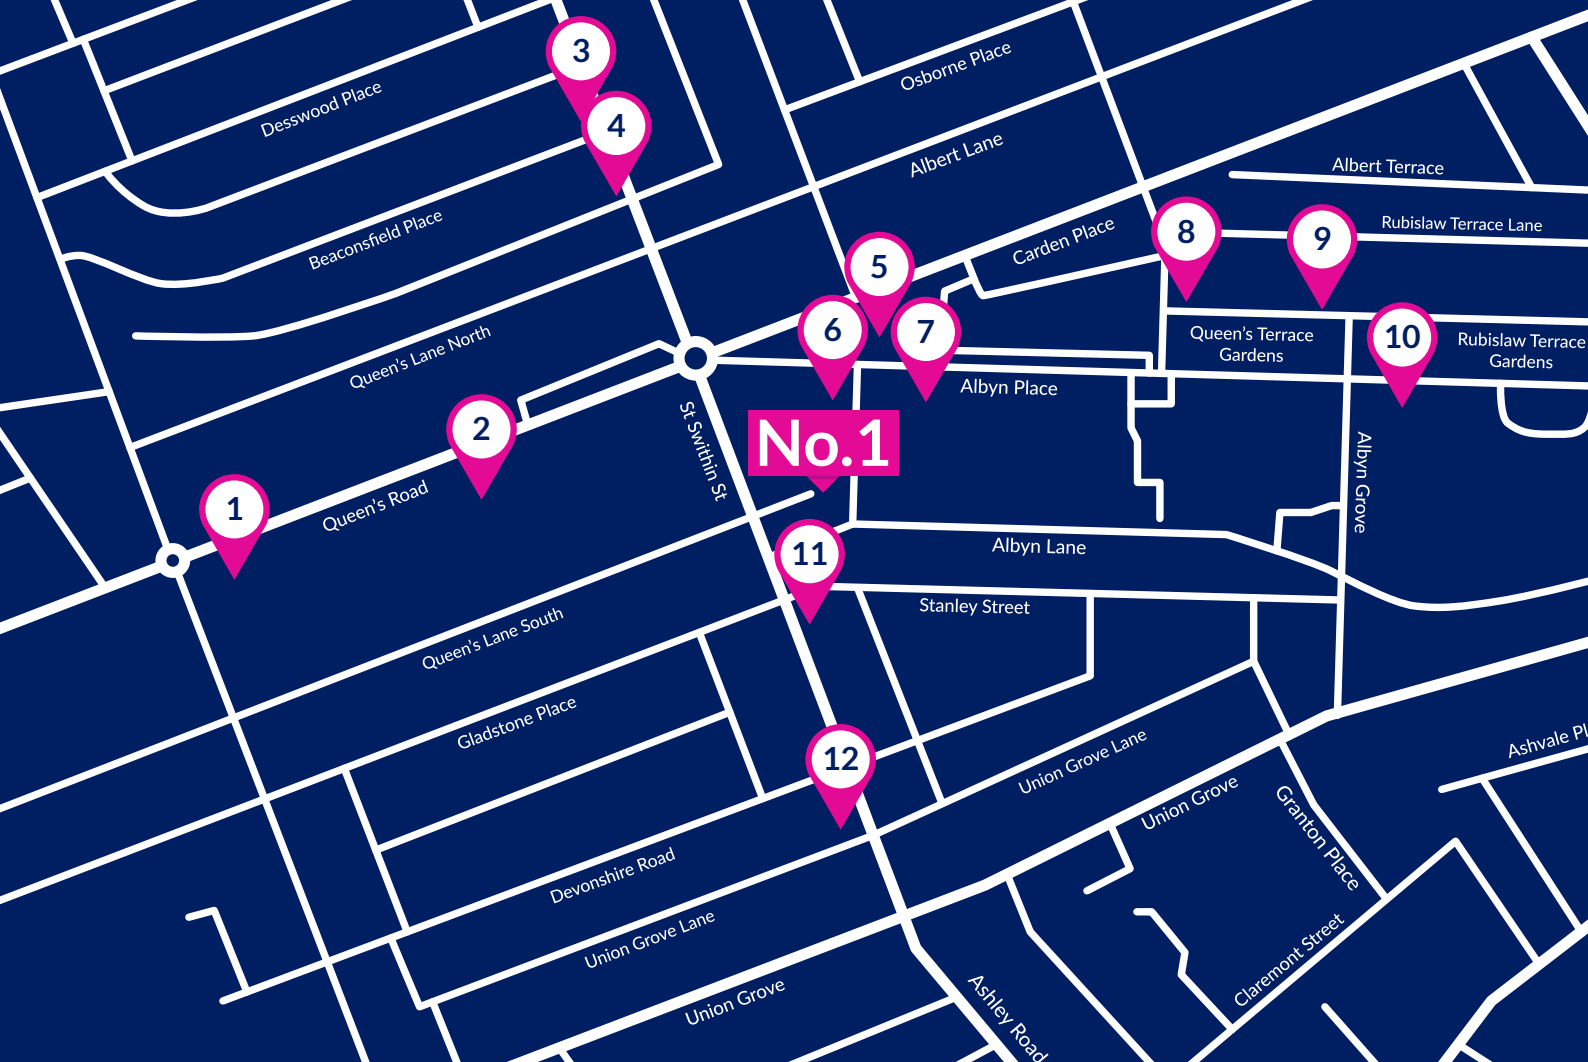 3
Osborne Place
Desswood Place
4
Albert Lane
Albert Terrace
Beaconsfield Place
Carden Place
8
9
Rubislaw Terrace Lane
5
Queen's Lane North
6
7
Queen's Terrace
Gardens
10
Rubislaw Terrace
Gardens
Albyn Place
2
St Swithin St
No.1
Albyn Grove
1
Queen's Road
11
Albyn Lane
Stanley Street
Queen's Lane South
Gladstone Place
12
Union Grove Lane
Ashvale Pl
Union Grove
Granton Place
Devonshire Road
Union Grove Lane
Claremont Street
Union Grove
Ashley Road